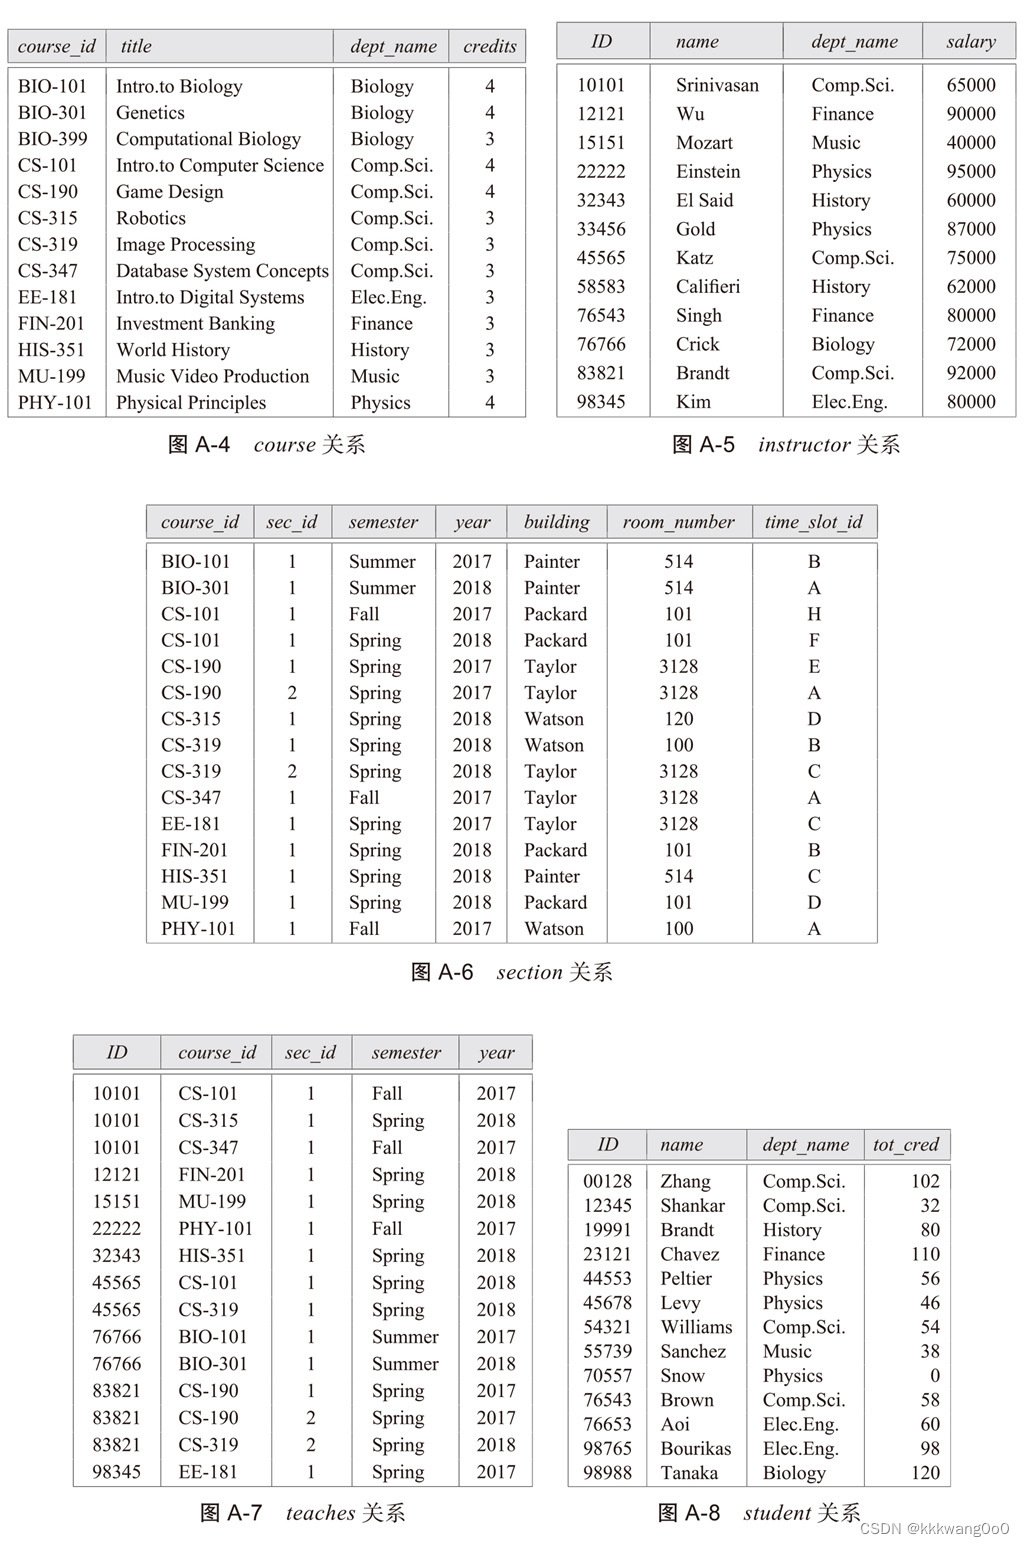 course_id title dept_name credits
BIO-101 Intro.to Biology Biology 4
BIO-301 Genetics Biology 4
BIO-399 Computational Biology Biology 3
CS-101 Intro.to Computer Science Comp.Sci. 4
CS-190 Game Design Comp.Sci. 4
CS-315 Robotics Comp.Sci. 3
CS-319 Image Processing Comp.Sci. 3
CS-347 Database System Concepts Comp.Sci. 3
EE-181 Intro.to Digital Systems Elec.Eng. 3
FIN-201 Investment Banking Finance 3
HIS-351 World History History 3
MU-199 Music Video Production Music 3
PHY-101 Physical Principles Physics 4
图 A-4 course 关系
ID name dept_name salary
10101 Srinivasan Comp.Sci. 65000
12121 Wu Finance 90000
15151 Mozart Music 40000
22222 Einstein Physics 95000
32343 El Said History 60000
33456 Gold Physics 87000
45565 Katz Comp.Sci. 75000
58583 Califieri History 62000
76543 Singh Finance 80000
76766 Crick Biology 72000
83821 Brandt Comp.Sci. 92000
98345 Kim Elec.Eng. 80000
图 A-5 instructor 关系
course_id sec_id semester year building room_number time_slot_id
BIO-101 1 Summer 2017 Painter 514 B
BIO-301 1 Summer 2018 Painter 514 A
CS-101 1 Fall 2017 Packard 101 H
CS-101 1 Spring 2018 Packard 101 F
CS-190 1 Spring 2017 Taylor 3128 E
CS-190 2 Spring 2017 Taylor 3128 A
CS-315 1 Spring 2018 Watson 120 D
CS-319 1 Spring 2018 Watson 100 B
CS-319 2 Spring 2018 Taylor 3128 C
CS-347 1 Fall 2017 Taylor 3128 A
EE-181 1 Spring 2017 Taylor 3128 C
FIN-201 1 Spring 2018 Packard 101 B
HIS-351 1 Spring 2018 Painter 514 C
MU-199 1 Spring 2018 Packard 101 D
PHY-101 1 Fall 2017 Watson 100 A
图 A-6 section 关系
ID course_id sec_id semester year
10101 CS-101 1 Fall 2017
10101 CS-315 1 Spring 2018
10101 CS-347 1 Fall 2017
12121 FIN-201 1 Spring 2018
15151 MU-199 1 Spring 2018
22222 PHY-101 1 Fall 2017
32343 HIS-351 1 Spring 2018
45565 CS-101 1 Spring 2018
45565 CS-319 1 Spring 2018
76766 BIO-101 1 Summer 2017
76766 BIO-301 1 Summer 2018
83821 CS-190 1 Spring 2017
83821 CS-190 2 Spring 2017
83821 CS-319 2 Spring 2018
98345 EE-181 1 Spring 2017
图 A-7 teaches 关系
ID name dept_name tot_cred
00128 Zhang Comp.Sci. 102
12345 Shankar Comp.Sci. 32
19991 Brandt History 80
23121 Chavez Finance 110
44553 Peltier Physics 56
45678 Levy Physics 46
54321 Williams Comp.Sci. 54
55739 Sanchez Music 38
70557 Snow Physics 0
76543 Brown Comp.Sci. 58
76653 Aoi Elec.Eng. 60
98765 Bourikas Elec.Eng. 98
98988 Tanaka Biology 120
图 A-8 student 关系
CSDN @kkkwang0o0